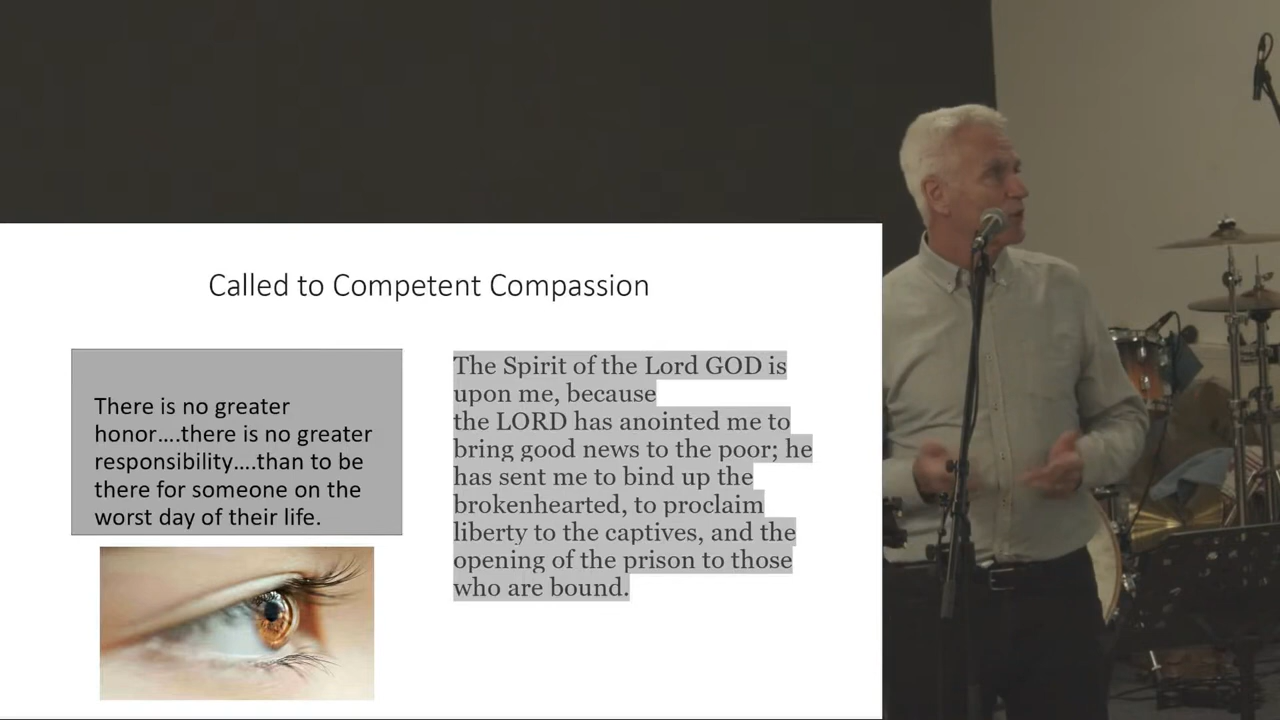 Called to Competent Compassion
There is no greater
honor....there is no greater
responsibility....than to be
there for someone on the
worst day of their life.
The Spirit of the Lord GOD is
upon me, because
the LORD has anointed me to
bring good news to the poor; he
has sent me to bind up the
brokenhearted, to proclaim
liberty to the captives, and the
opening of the prison to those
who are bound.